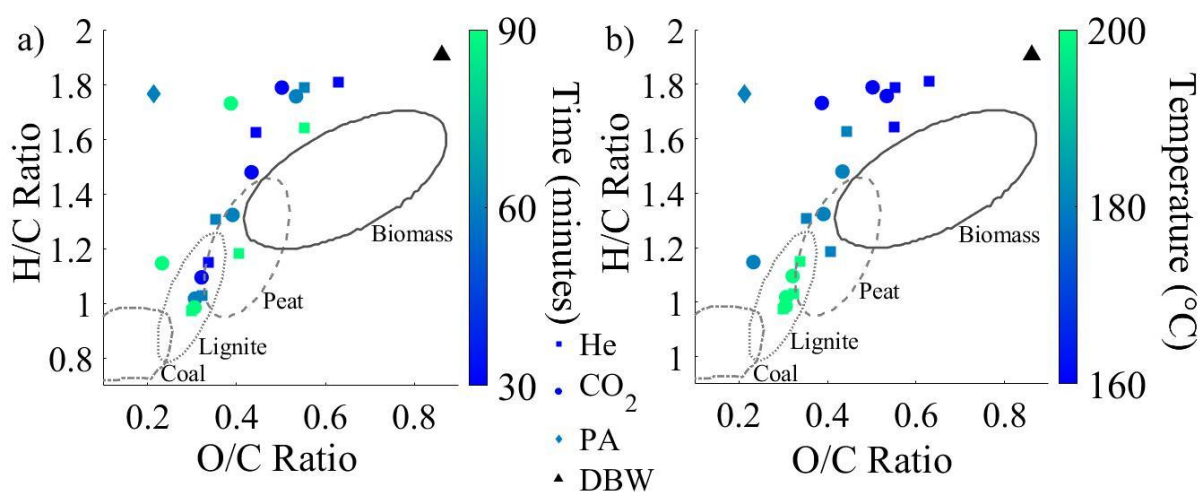 a)
2
1.8
1.6
1.4
1.2
1
0.8
H/C Ratio
0.2
0.4
0.6
0.8
O/C Ratio
Biomass
Peat
Lignite
Coal
90
60
30
Time (minutes)
He
CO2
PA
DBW
b)
2
1.8
1.6
1.4
1.2
1
1
H/C Ratio
0.2
0.4
0.6
0.8
O/C Ratio
Biomass
Peat
Lignite
Coal
200
180
160
Temperature (°C)